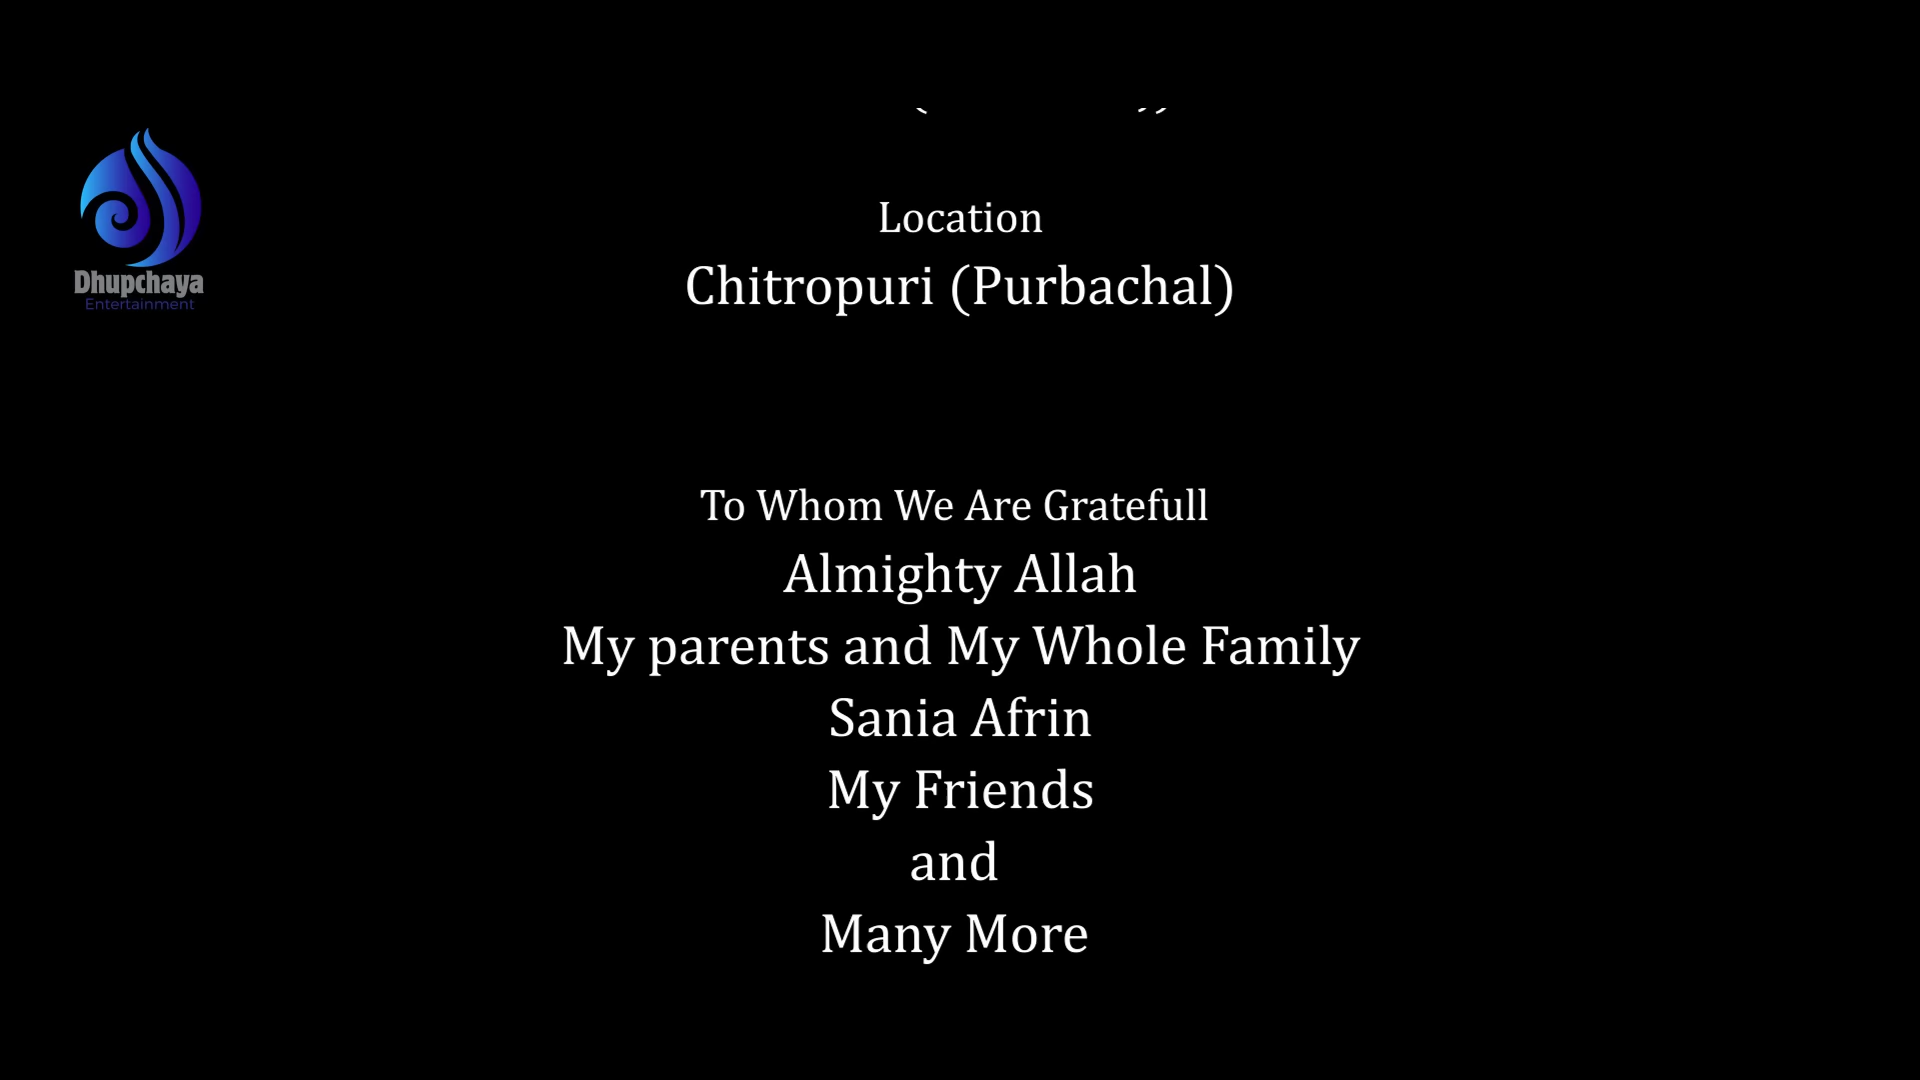 Dhupchaya
Entertainment
Location
Chitropuri (Purbachal)
To Whom We Are Gratefull
Almighty Allah
My parents and My Whole Family
Sania Afrin
My Friends
and
Many More